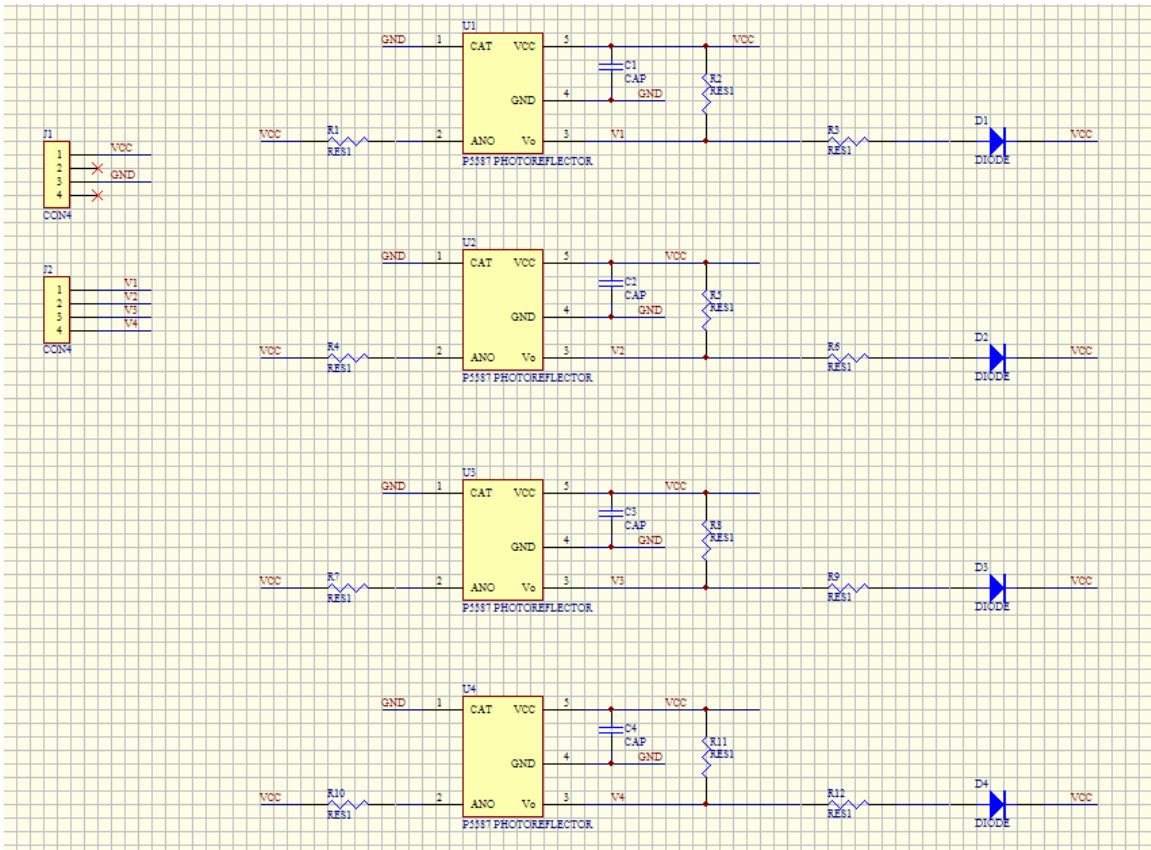 U1
GND 1 CAT VCC 5 VCC
C1
CAP
R2
RES1
GND 4 GND
VCC R1 RES1 2 ANO Vo 3 V1 R3 RES1 D1 DIODE VCC
P5587 PHOTOREFLECTOR
J1
1 VCC
2
3 GND
4
CON4
U2
GND 1 CAT VCC 5 VCC
C2
CAP
R5
RES1
GND 4 GND
VCC R4 RES1 2 ANO Vo 3 V2 R6 RES1 D2 DIODE VCC
P5587 PHOTOREFLECTOR
J2
1 V1
2 V2
3 V3
4 V4
CON4
U3
GND 1 CAT VCC 5 VCC
C3
CAP
R8
RES1
GND 4 GND
VCC R7 RES1 2 ANO Vo 3 V3 R9 RES1 D3 DIODE VCC
P5587 PHOTOREFLECTOR
U4
GND 1 CAT VCC 5 VCC
C4
CAP
R11
RES1
GND 4 GND
VCC R10 RES1 2 ANO Vo 3 V4 R12 RES1 D4 DIODE VCC
P5587 PHOTOREFLECTOR